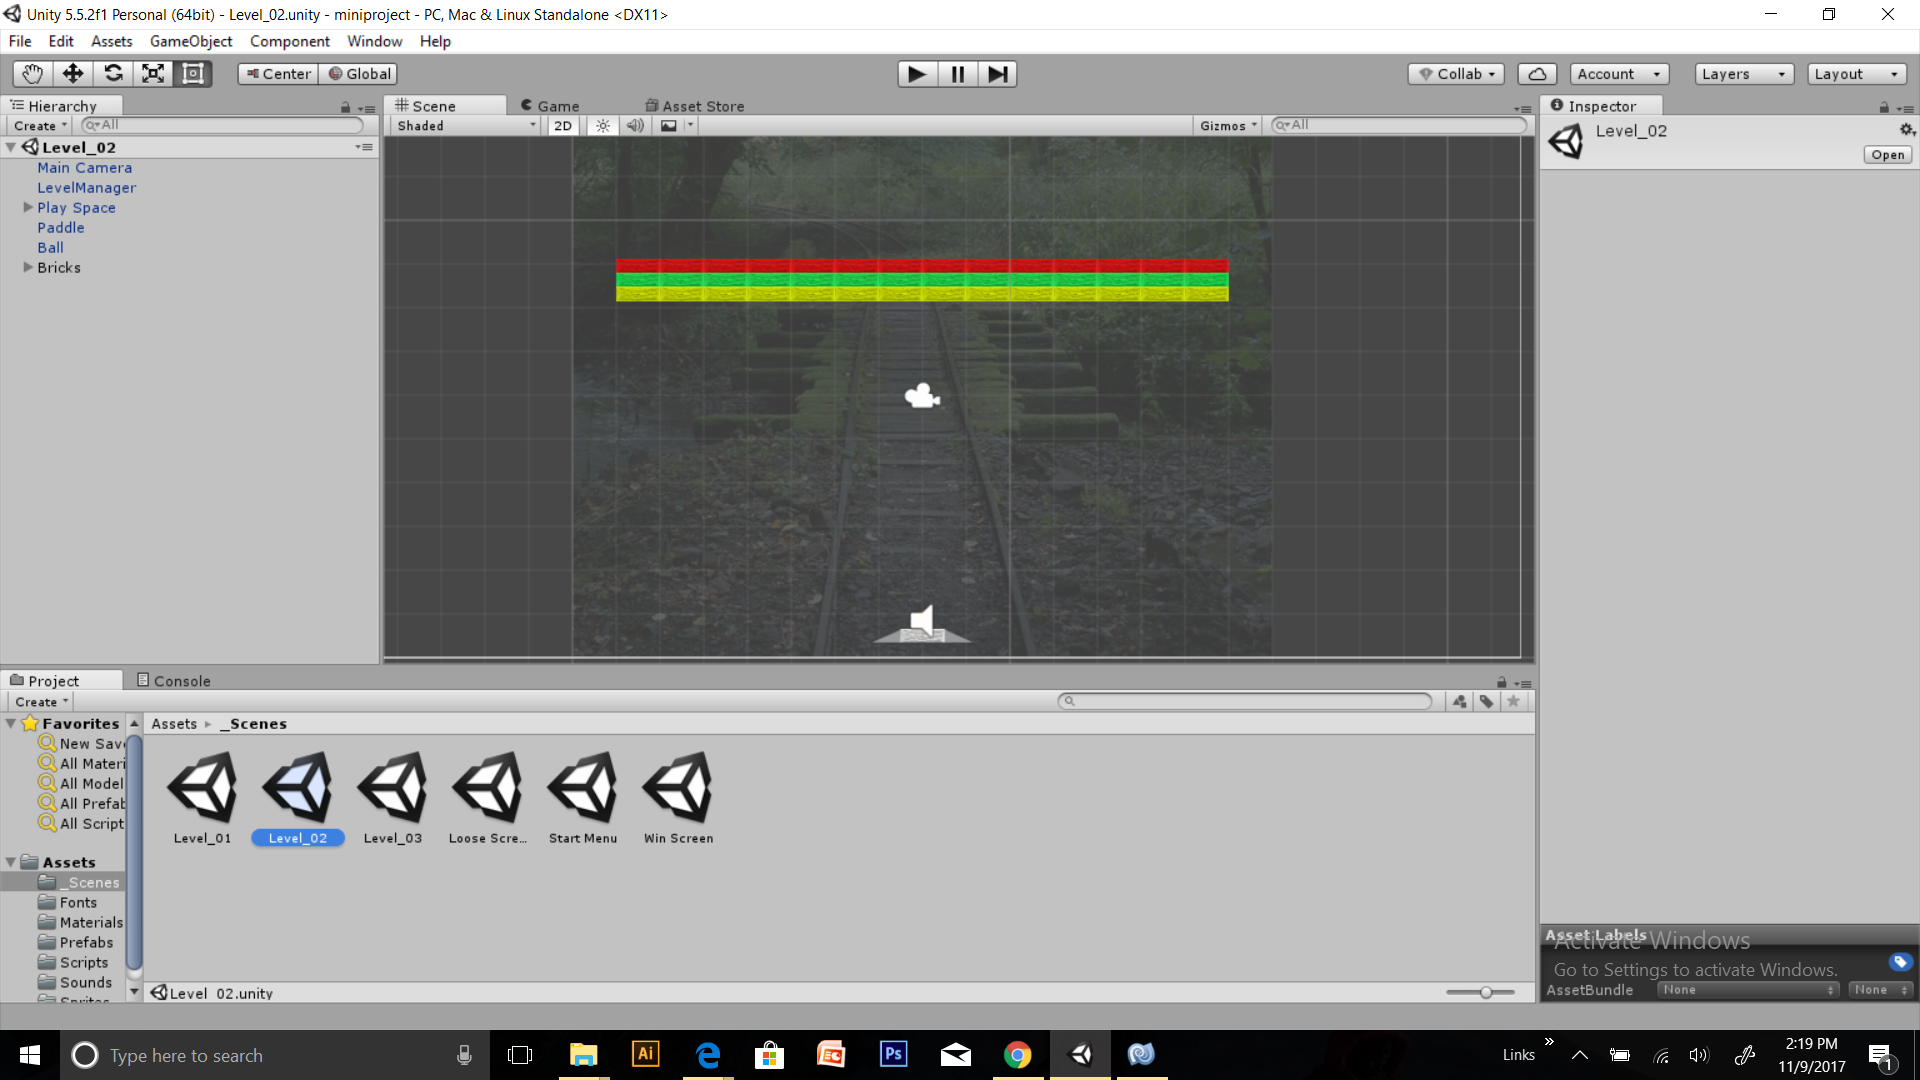 Unity 5.5.2f1 Personal (64bit) - Level_02.unity - miniproject - PC, Mac & Linux Standalone <DX11>
File Edit Assets GameObject Component Window Help
Center Global Collab Account Layers Layout
Hierarchy
Create All
Level_02
Main Camera
LevelManager
Play Space
Paddle
Ball
Bricks
Scene Game Asset Store
Shaded 2D Gizmos All
Inspector
Level_02
Open
Project Console
Create
Favorites
New Save
All Materi
All Model
All Prefab
All Script
Assets
_Scenes
Fonts
Materials
Prefabs
Scripts
Sounds
Sprites
Assets _Scenes
Level_01 Level_02 Level_03 Loose Scre... Start Menu Win Screen
Level_02.unity
Asset Labels
Activate Windows
Go to Settings to activate Windows.
AssetBundle None None
Type here to search
Ai
Ps
Links
2:19 PM
11/9/2017
1